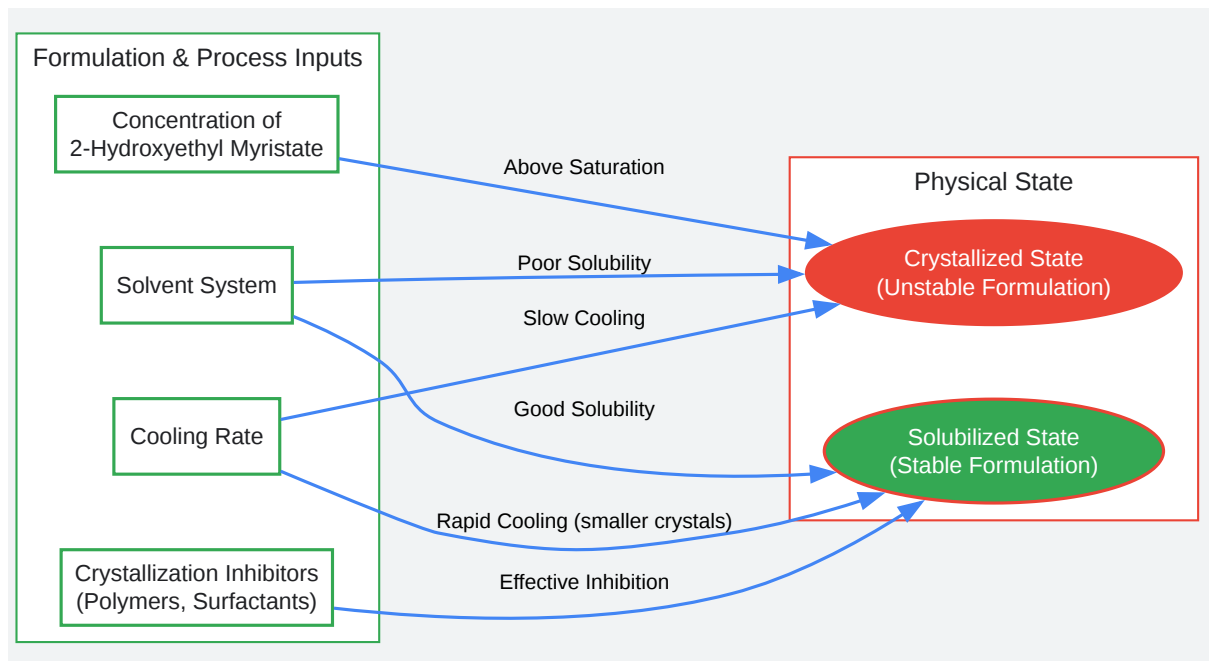 Formulation & Process Inputs
Concentration of
2-Hydroxyethyl Myristate
Solvent System
Cooling Rate
Crystallization Inhibitors
(Polymers, Surfactants)
Above Saturation
Poor Solubility
Slow Cooling
Good Solubility
Rapid Cooling (smaller crystals)
Effective Inhibition
Physical State
Crystallized State
(Unstable Formulation)
Solubilized State
(Stable Formulation)